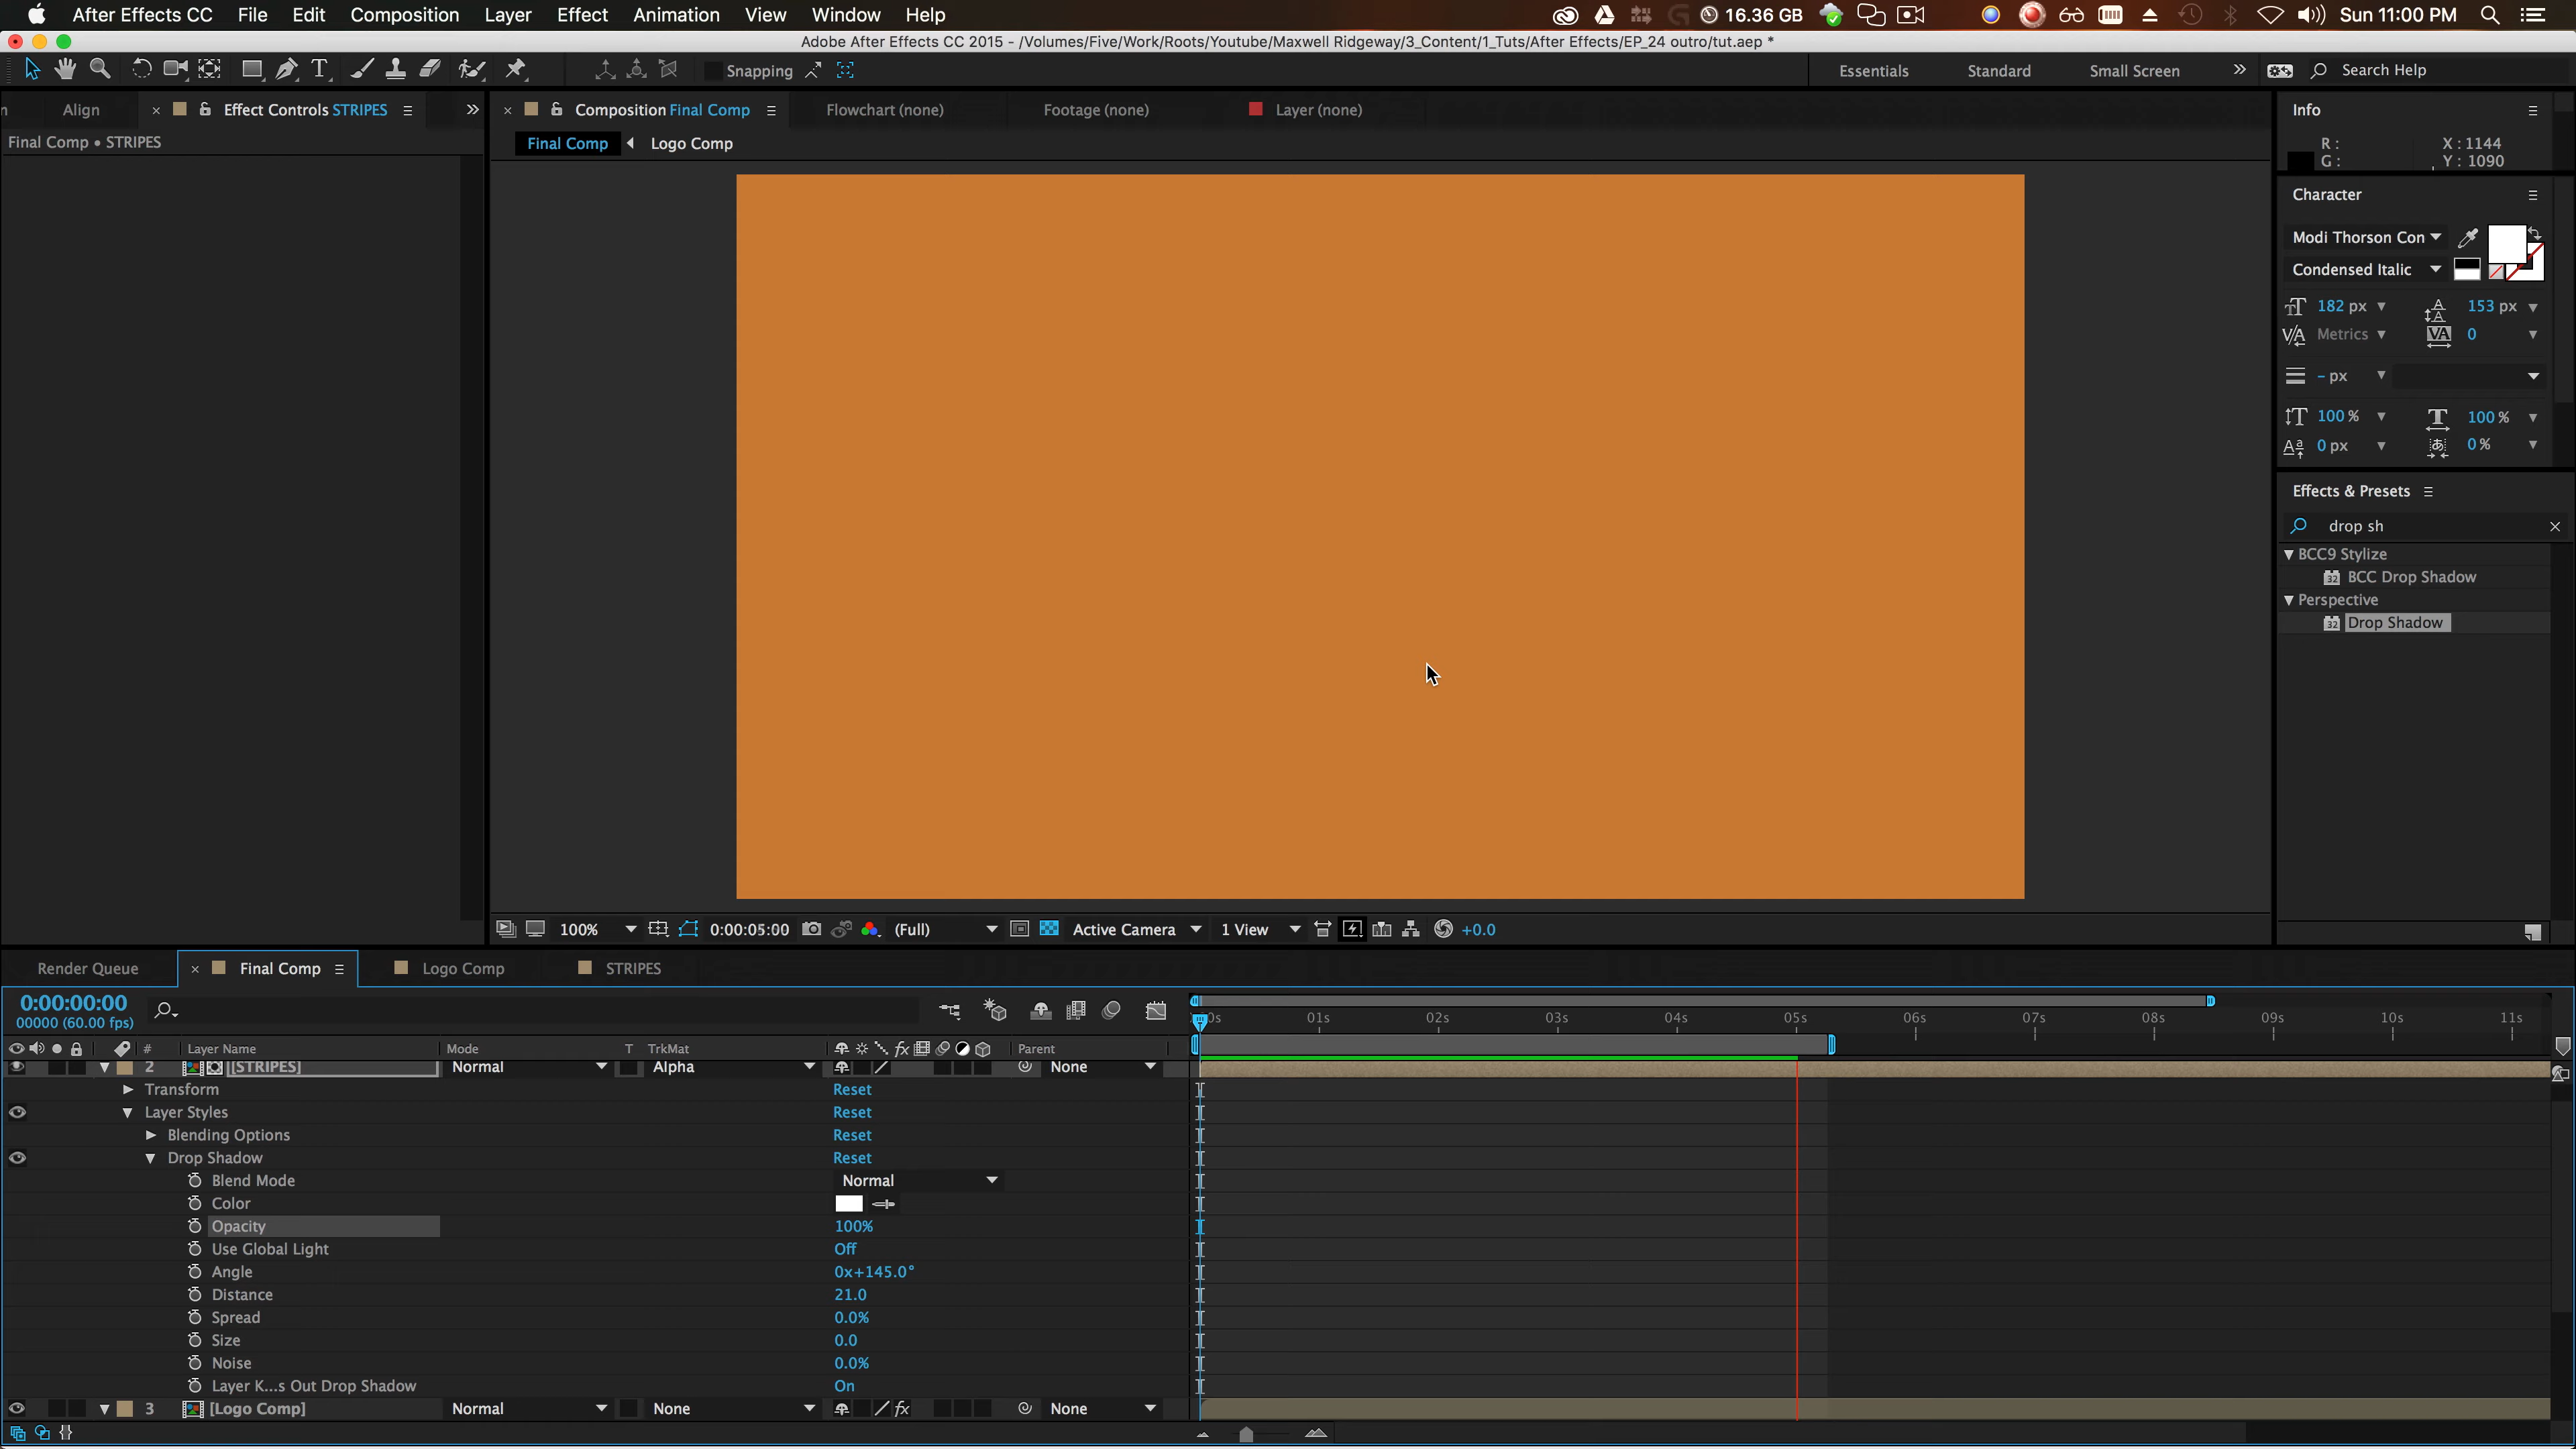 After Effects CC File Edit Composition Layer Effect Animation View Window Help 16.36 GB Sun 11:00 PM
Adobe After Effects CC 2015 - /Volumes/Five/Work/Roots/Youtube/Maxwell Ridgeway/3_Content/1_Tuts/After Effects/EP_24 outro/tut.aep *
Snapping Essentials Standard Small Screen Search Help
n Align Effect Controls STRIPES Composition Final Comp Flowchart (none) Footage (none) Layer (none) Info
Final Comp • STRIPES Final Comp Logo Comp
R : X : 1144
G : Y : 1090
Character
Modi Thorson Con
Condensed Italic
182 px 153 px
Metrics 0
- px
100 % 100 %
0 px 0 %
Effects & Presets
drop sh
BCC9 Stylize
32 BCC Drop Shadow
Perspective
32 Drop Shadow
100% 0:00:05:00 (Full) Active Camera 1 View +0.0
Render Queue Final Comp Logo Comp STRIPES
0:00:00:00
00000 (60.00 fps)
0s 01s 02s 03s 04s 05s 06s 07s 08s 09s 10s 11s
# Layer Name Mode T TrkMat Parent
2 [STRIPES] Normal Alpha None
Transform Reset
Layer Styles Reset
Blending Options Reset
Drop Shadow Reset
Blend Mode Normal
Color
Opacity 100%
Use Global Light Off
Angle 0x+145.0°
Distance 21.0
Spread 0.0%
Size 0.0
Noise 0.0%
Layer K...s Out Drop Shadow On
3 [Logo Comp] Normal None fx None